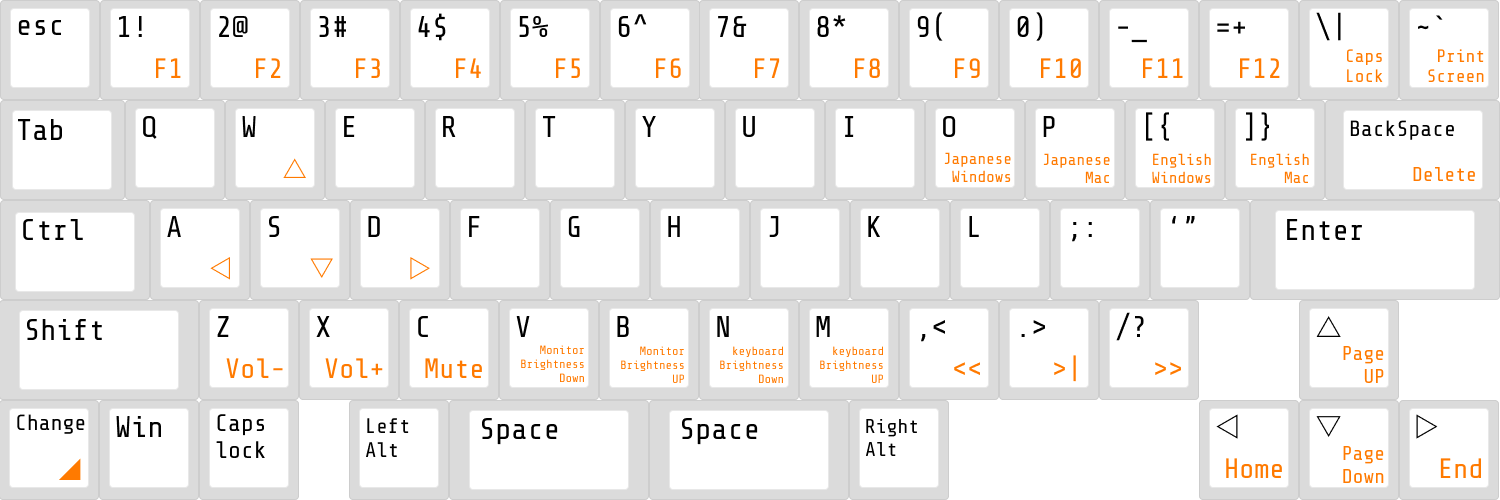 esc
1!
F1
2@
F2
3#
F3
4$
F4
5%
F5
6^
F6
7&
F7
8*
F8
9(
F9
0)
F10
-_
F11
=+
F12
\|
Caps
Lock
~`
Print
Screen
Tab
Q
W
△
E
R
T
Y
U
I
O
Japanese
Windows
P
Japanese
Mac
[{
English
Windows
]}
English
Mac
BackSpace
Delete
Ctrl
A
◁
S
▽
D
▷
F
G
H
J
K
L
;:
‘”
Enter
Shift
Z
Vol-
X
Vol+
C
Mute
V
Monitor
Brightness
Down
B
Monitor
Brightness
UP
N
keyboard
Brightness
Down
M
keyboard
Brightness
UP
,<
<<
.>
>|
/?
>>
△
Page
UP
Change
◢
Win
Caps
lock
Left
Alt
Space
Space
Right
Alt
◁
Home
▽
Page
Down
▷
End